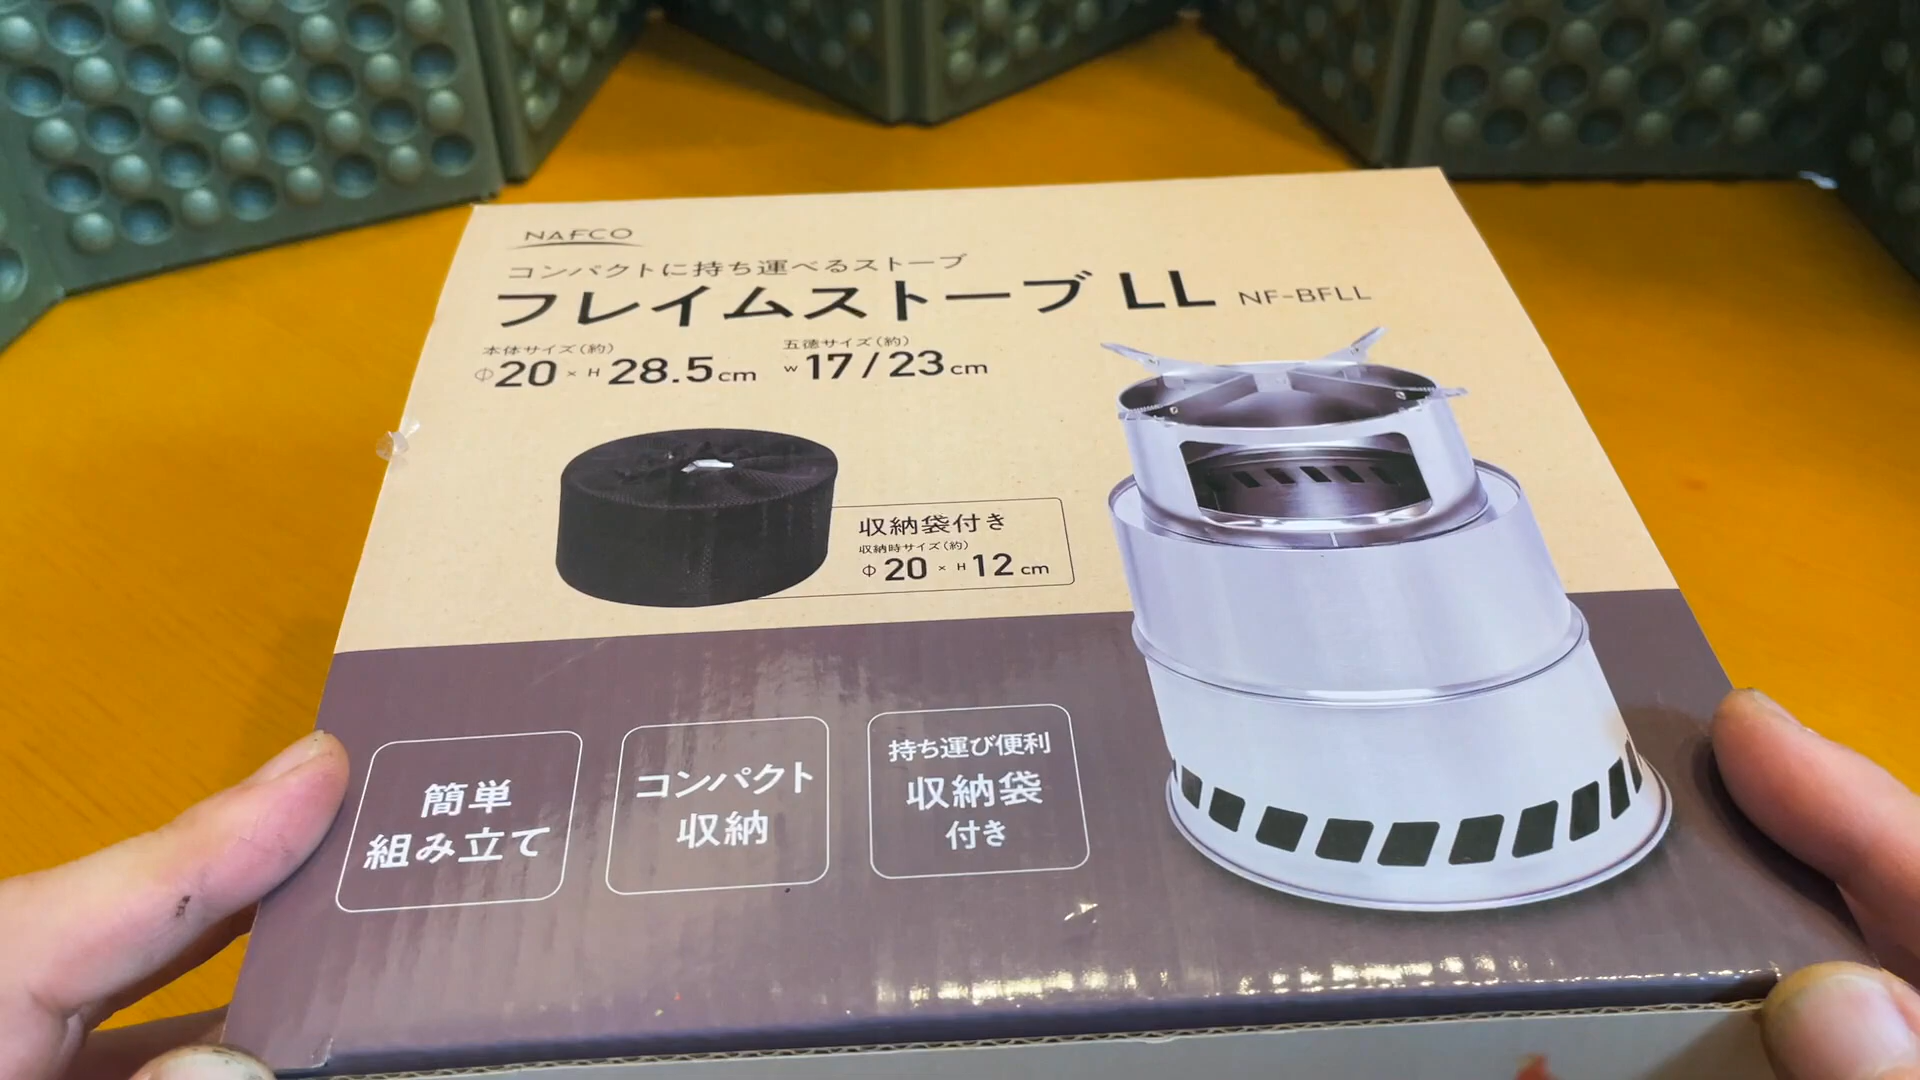 NAFCO
コンパクトに持ち運べるストーブ
フレイムストーブ LL NF-BFLL
本体サイズ(約)
Φ20×H28.5cm
五徳サイズ(約)
W17/23cm
収納袋付き
収納時サイズ(約)
Φ20×H12cm
簡単
組み立て
コンパクト
収納
持ち運び便利
収納袋
付き